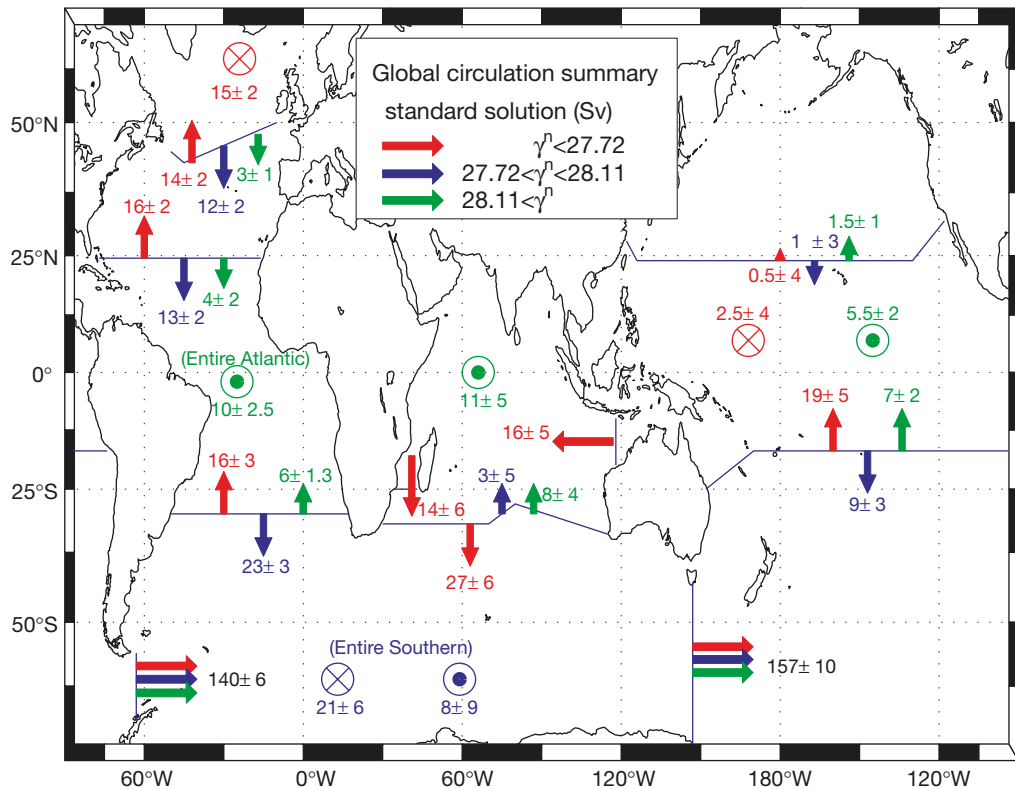 Global circulation summary
standard solution (Sv)
γⁿ<27.72
27.72<γⁿ<28.11
28.11<γⁿ
15± 2
50°N
14± 2
3± 1
12± 2
16± 2
1.5± 1
1 ± 3
25°N
0.5± 4
4± 2
13± 2
2.5± 4
5.5± 2
(Entire Atlantic)
0°
10± 2.5
11± 5
19± 5
7± 2
16± 5
16± 3
6± 1.3
3± 5
8± 4
25°S
14± 6
9± 3
23± 3
27± 6
50°S
(Entire Southern)
140± 6
157± 10
21± 6
8± 9
60°W 0°W 60°W 120°W 180°W 120°W